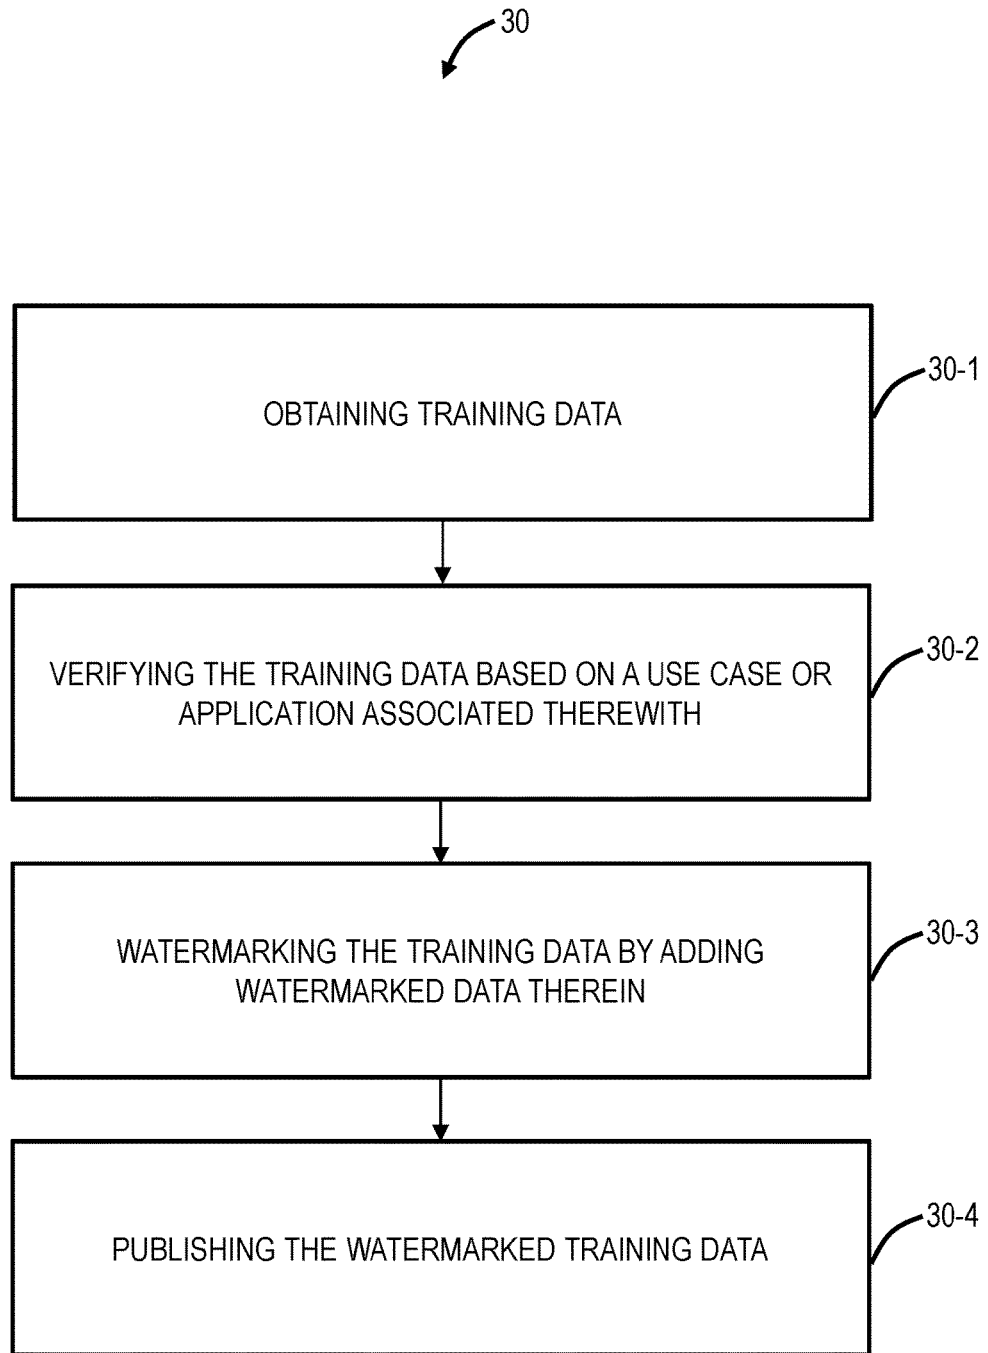 30
OBTAINING TRAINING DATA
30-1
VERIFYING THE TRAINING DATA BASED ON A USE CASE OR
APPLICATION ASSOCIATED THEREWITH
30-2
WATERMARKING THE TRAINING DATA BY ADDING
WATERMARKED DATA THEREIN
30-3
PUBLISHING THE WATERMARKED TRAINING DATA
30-4